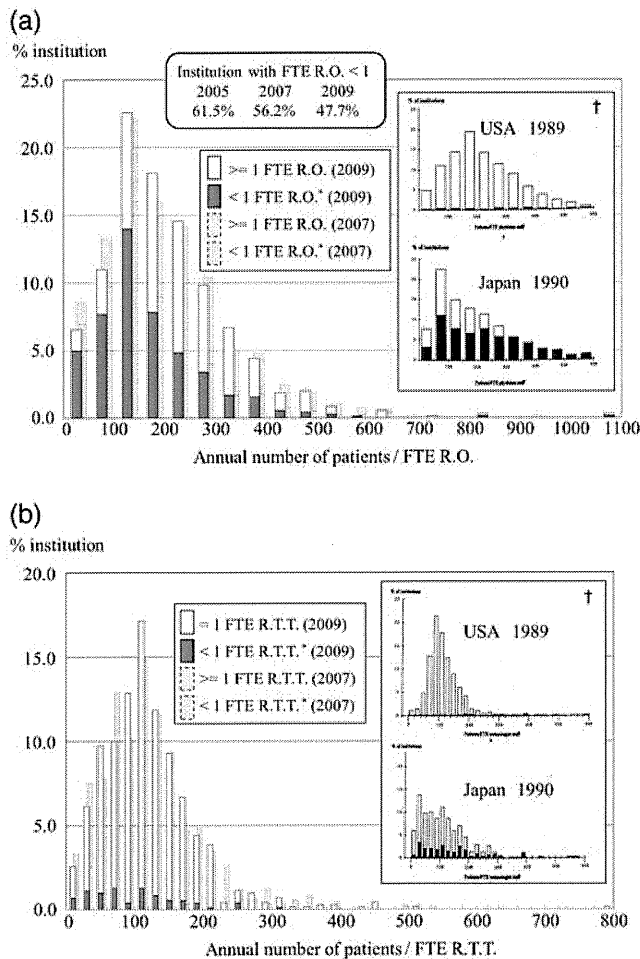 (a)
% institution
25.0
20.0
15.0
10.0
5.0
0.0
Institution with FTE R.O. < 1
2005 2007 2009
61.5% 56.2% 47.7%
>= 1 FTE R.O. (2009)
< 1 FTE R.O.* (2009)
>= 1 FTE R.O. (2007)
< 1 FTE R.O.* (2007)
†
USA 1989
Japan 1990
0 100 200 300 400 500 600 700 800 900 1000 1100
Annual number of patients / FTE R.O.
(b)
% institution
20.0
15.0
10.0
5.0
0.0
= 1 FTE R.T.T. (2009)
< 1 FTE R.T.T.* (2009)
>= 1 FTE R.T.T. (2007)
< 1 FTE R.T.T.* (2007)
†
USA 1989
Japan 1990
0 100 200 300 400 500 600 700 800
Annual number of patients / FTE R.T.T.